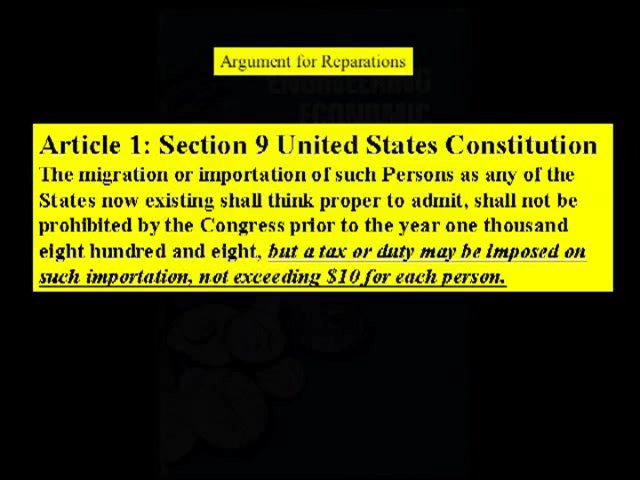 Argument for Reparations
ENGINEERING
ECONOMIC
Article 1: Section 9 United States Constitution
The migration or importation of such Persons as any of the
States now existing shall think proper to admit, shall not be
prohibited by the Congress prior to the year one thousand
eight hundred and eight, but a tax or duty may be imposed on
such importation, not exceeding $10 for each person.